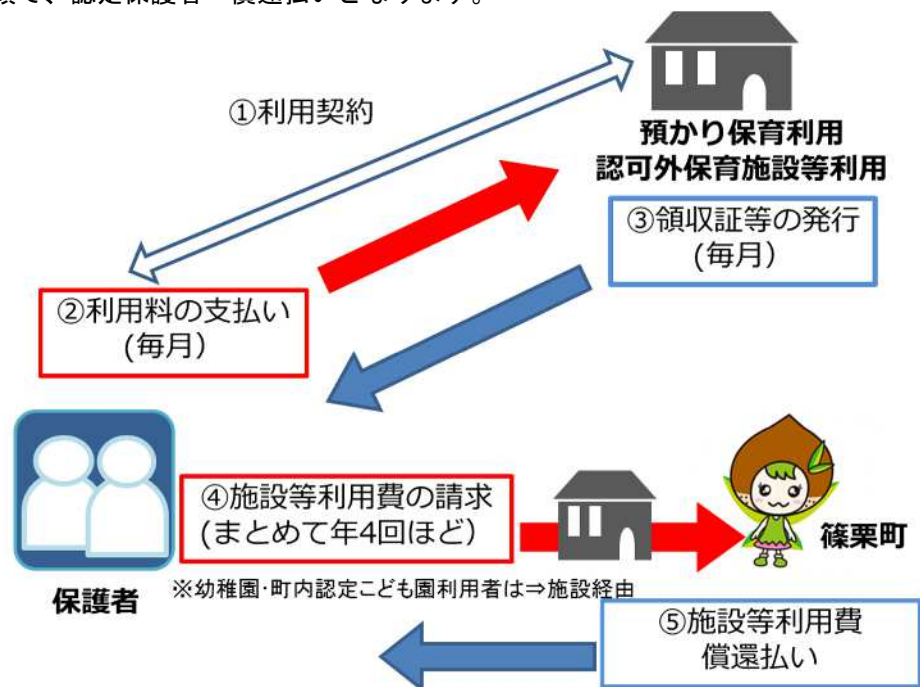 ①利用契約
預かり保育利用
認可外保育施設等利用
③領収証等の発行
(毎月)
②利用料の支払い
(毎月)
④施設等利用費の請求
(まとめて年4回ほど)
篠栗町
保護者
※幼稚園・町内認定こども園利用者は⇒施設経由
⑤施設等利用費
償還払い